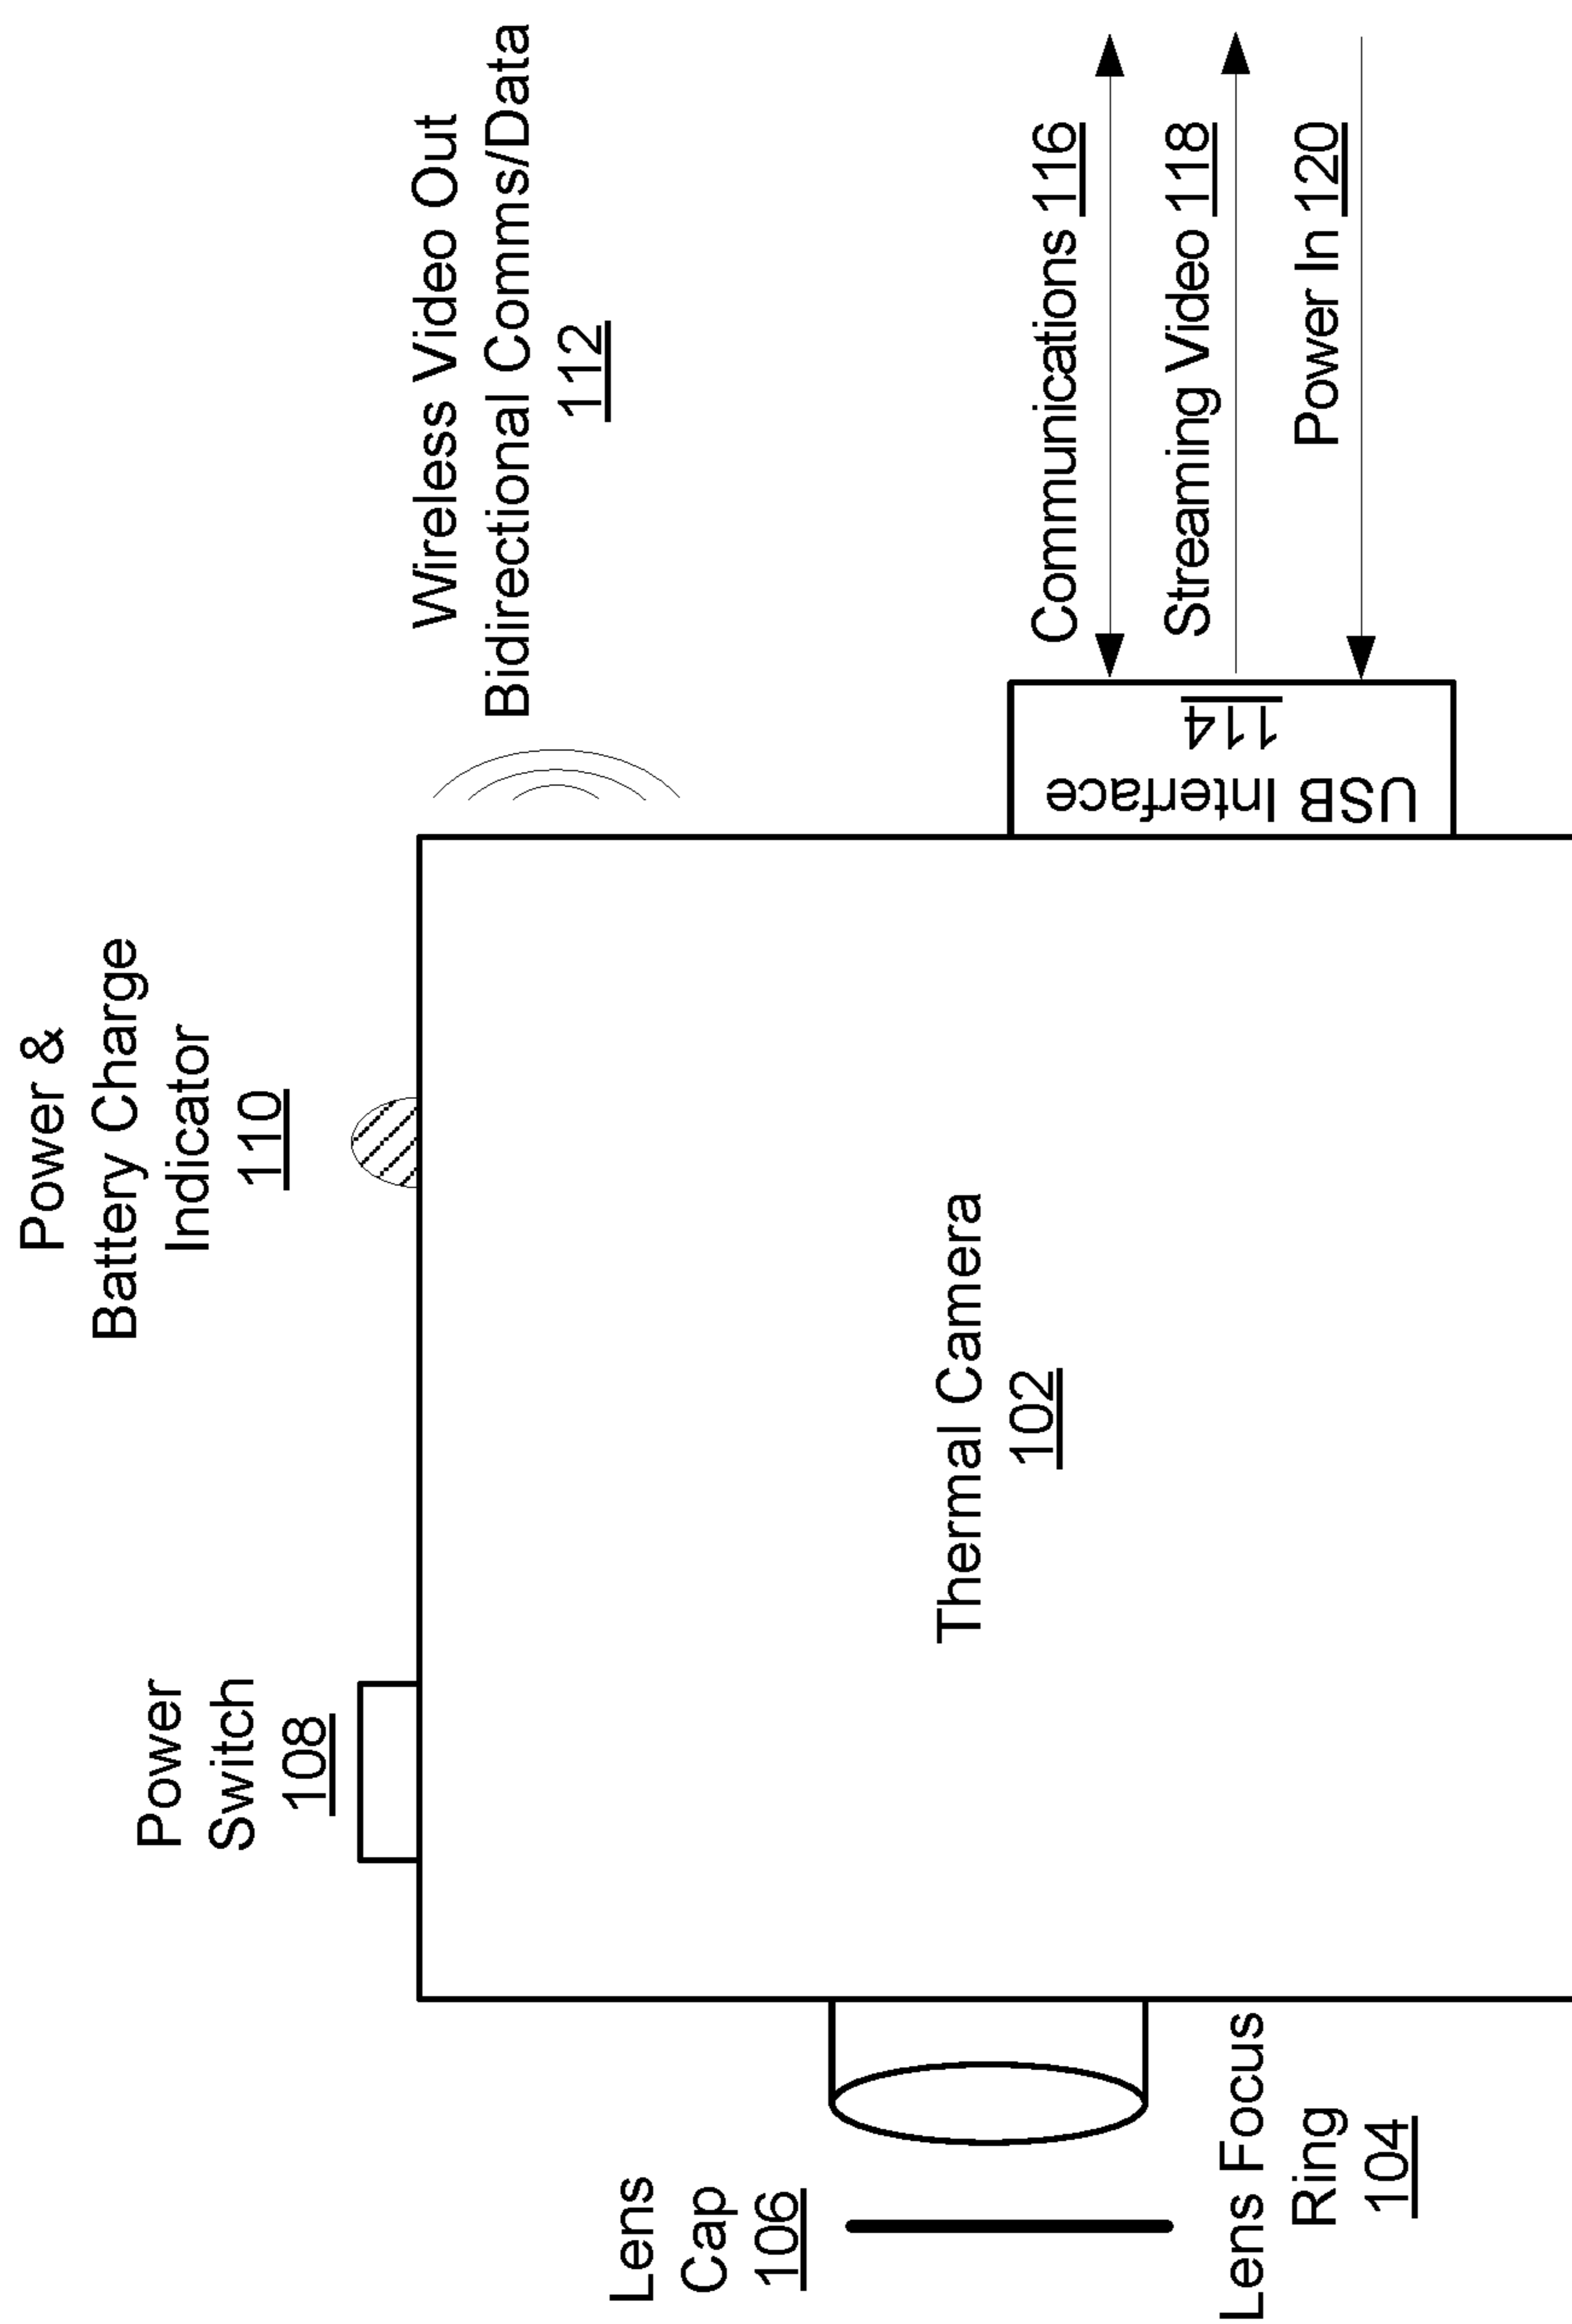 Power &
Battery Charge
Indicator
110
Power
Switch
108
Wireless Video Out
Bidirectional Comms/Data
112
Lens
Cap
106
Thermal Camera
102
USB Interface
114
Communications 116
Streaming Video 118
Power In 120
Lens Focus
Ring
104